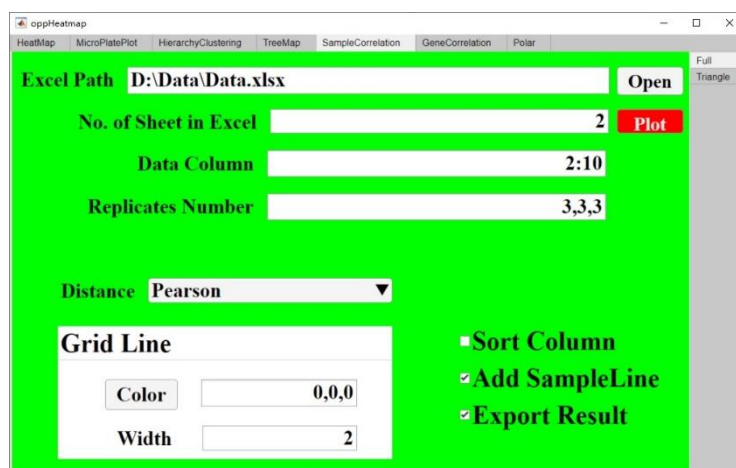 oppHeatmap
HeatMap MicroPlatePlot HierarchyClustering TreeMap SampleCorrelation GeneCorrelation Polar
Full
Triangle
Excel Path D:\Data\Data.xlsx Open
No. of Sheet in Excel 2 Plot
Data Column 2:10
Replicates Number 3,3,3
Distance Pearson
Grid Line
Color 0,0,0
Width 2
Sort Column
Add SampleLine
Export Result